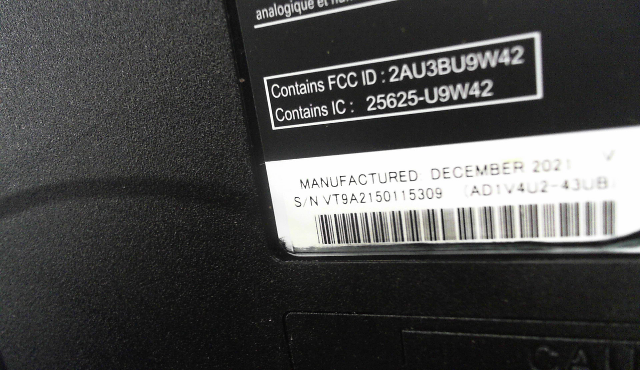 analogique et
Contains FCC ID : 2AU3BU9W42
Contains IC : 25625-U9W42
MANUFACTURED: DECEMBER 2021 V
S/N VT9A2150115309 (AD1V4U2-43UB)